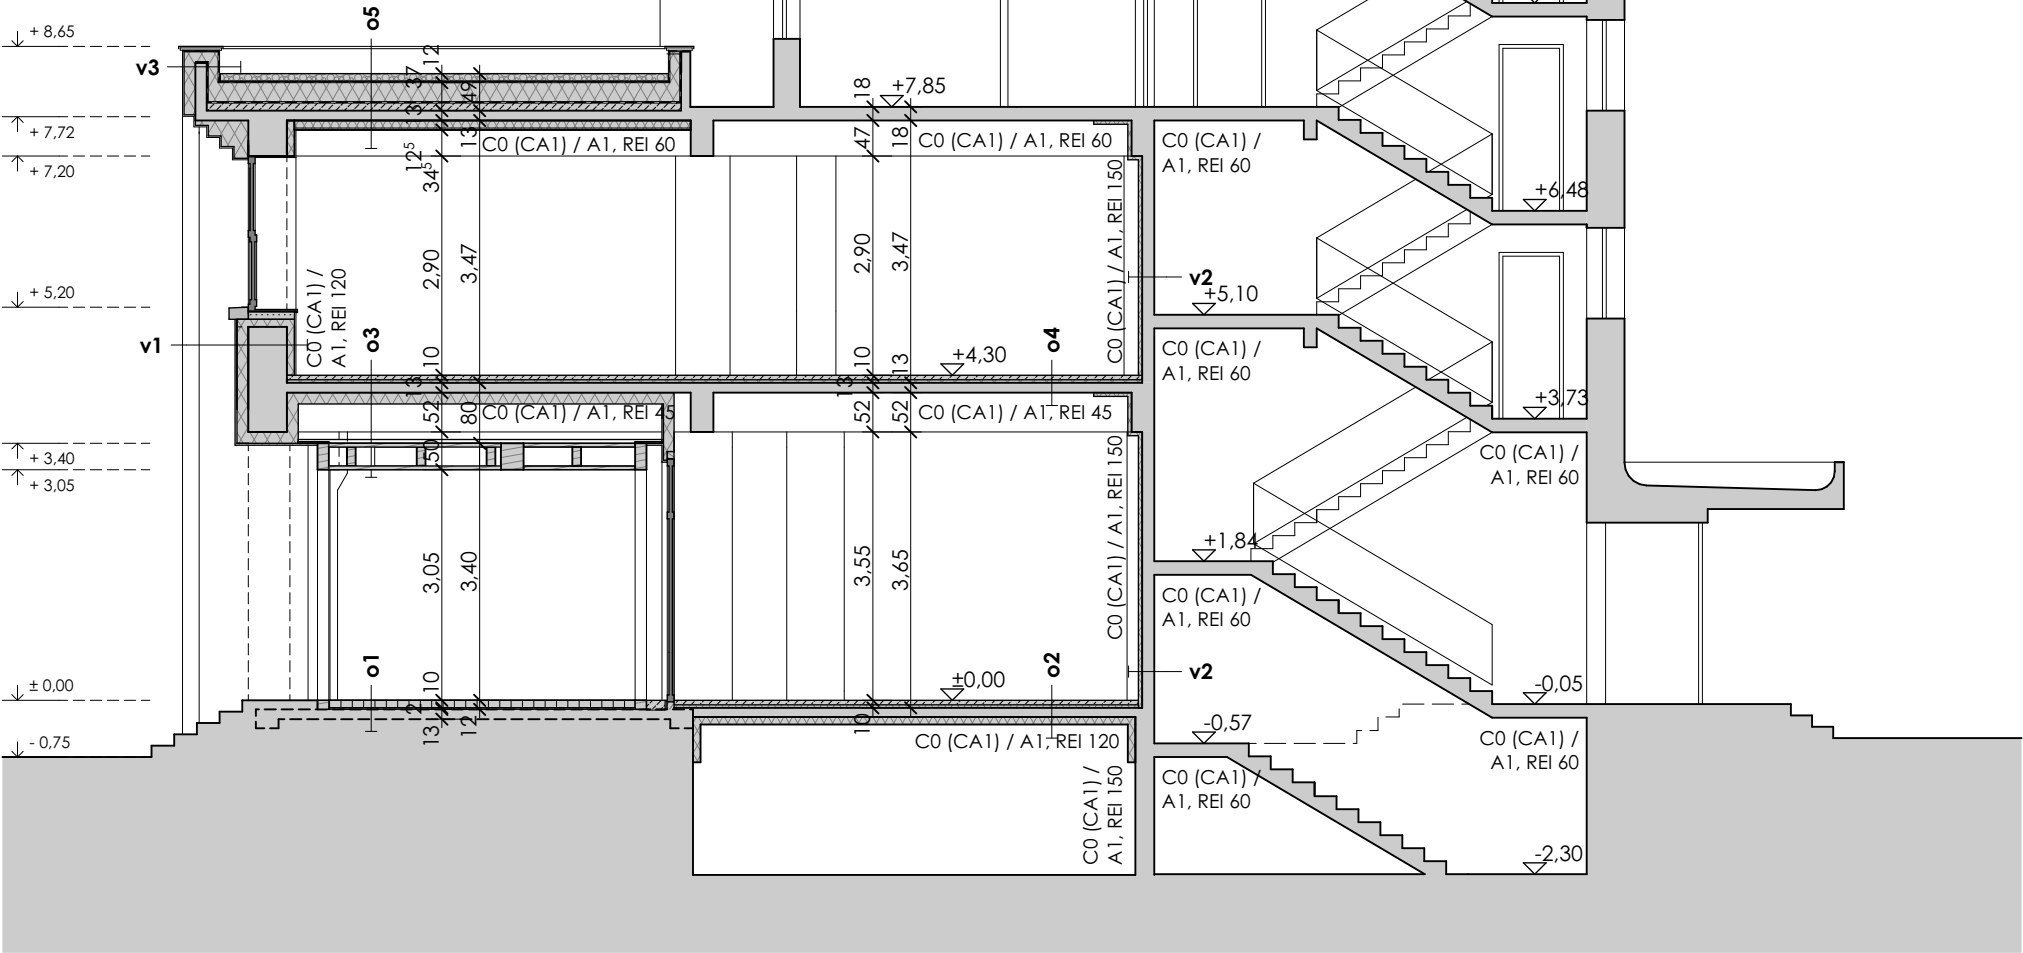 + 8,65
v3
+ 7,72
+ 7,20
+ 5,20
v1
+ 3,40
+ 3,05
± 0,00
- 0,75
o5
12
37
49
3
13
12⁵
34⁵
C0 (CA1) / A1, REI 60
2,90
3,47
C0 (CA1) /
A1, REI 120
o3
10
13
52
80
C0 (CA1) / A1, REI 45
50
3,05
3,40
o1
10
2
13
12
18
+7,85
47
18
C0 (CA1) / A1, REI 60
2,90
3,47
C0 (CA1) / A1, REI 150
v2
10
13
13
+4,30
o4
52
52
C0 (CA1) / A1, REI 45
3,55
3,65
C0 (CA1) / A1, REI 150
±0,00
o2
v2
10
C0 (CA1) / A1, REI 120
C0 (CA1) /
A1, REI 150
C0 (CA1) /
A1, REI 60
+6,48
+5,10
C0 (CA1) /
A1, REI 60
+3,73
C0 (CA1) /
A1, REI 60
+1,84
C0 (CA1) /
A1, REI 60
-0,05
-0,57
C0 (CA1) /
A1, REI 60
C0 (CA1) /
A1, REI 60
-2,30